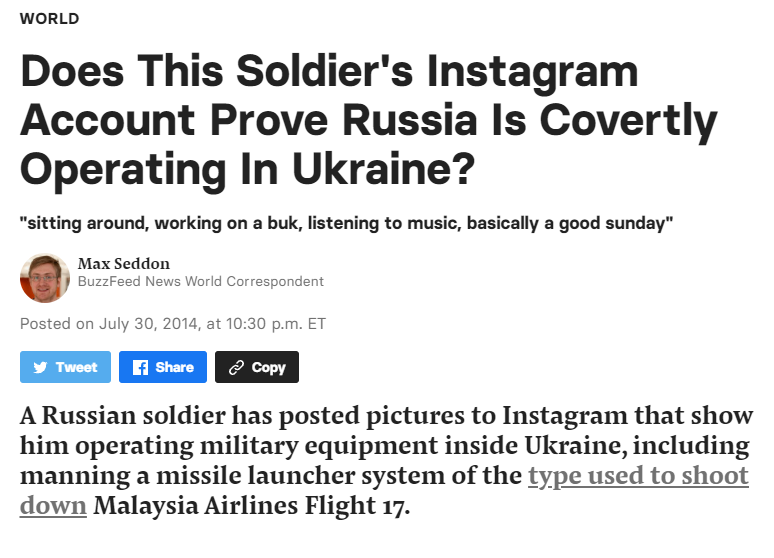 WORLD
Does This Soldier's Instagram
Account Prove Russia Is Covertly
Operating In Ukraine?
"sitting around, working on a buk, listening to music, basically a good sunday"
Max Seddon
BuzzFeed News World Correspondent
Posted on July 30, 2014, at 10:30 p.m. ET
Tweet Share Copy
A Russian soldier has posted pictures to Instagram that show
him operating military equipment inside Ukraine, including
manning a missile launcher system of the type used to shoot
down Malaysia Airlines Flight 17.